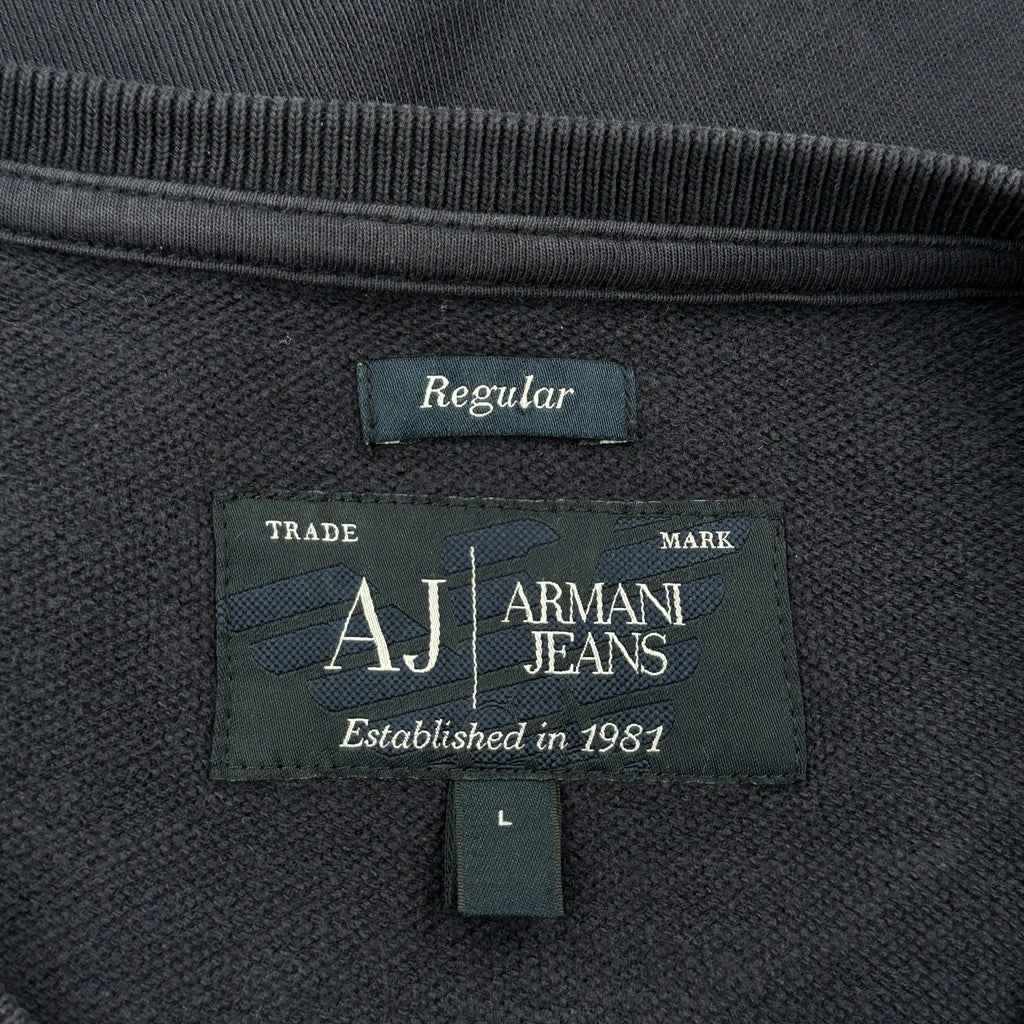 Regular
TRADE MARK
AJ ARMANI
JEANS
Established in 1981
L